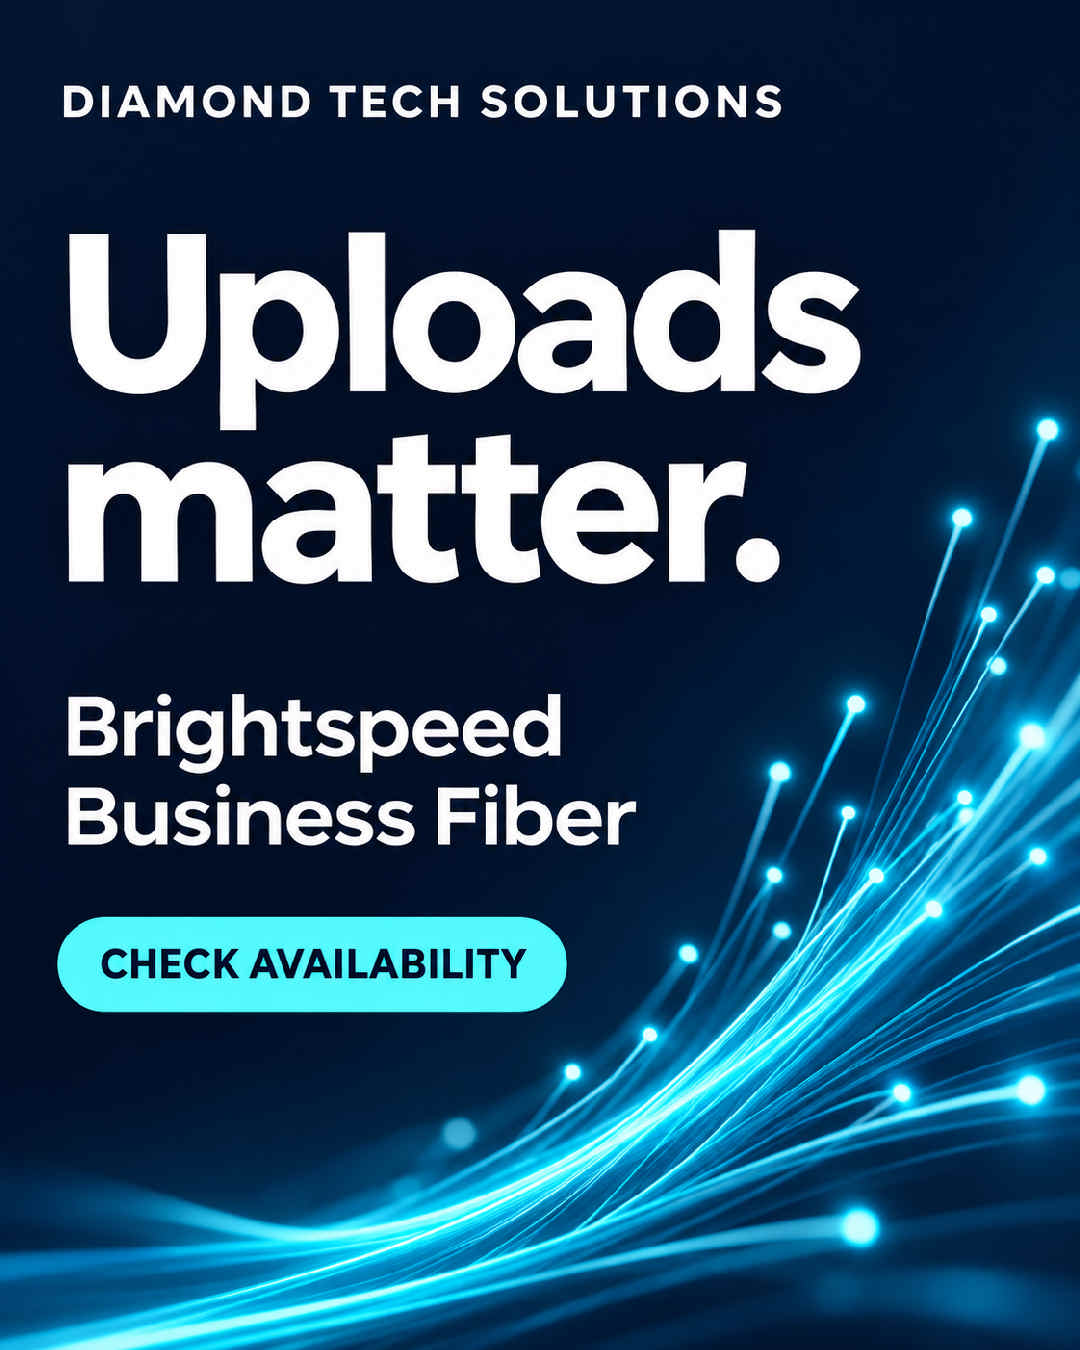 DIAMOND TECH SOLUTIONS
Uploads
matter.
Brightspeed
Business Fiber
CHECK AVAILABILITY